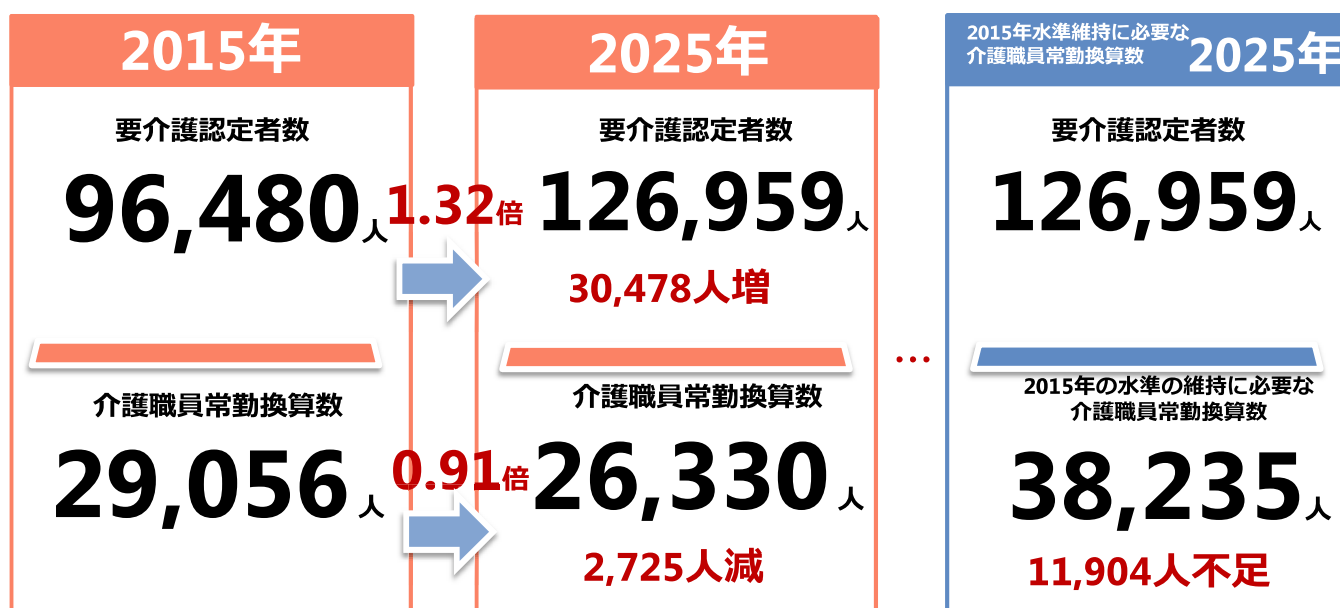 2015年
要介護認定者数
96,480人
介護職員常勤換算数
29,056人
1.32倍
0.91倍
2025年
要介護認定者数
126,959人
30,478人増
介護職員常勤換算数
26,330人
2,725人減
…
2015年水準維持に必要な
介護職員常勤換算数
2025年
要介護認定者数
126,959人
2015年の水準の維持に必要な
介護職員常勤換算数
38,235人
11,904人不足